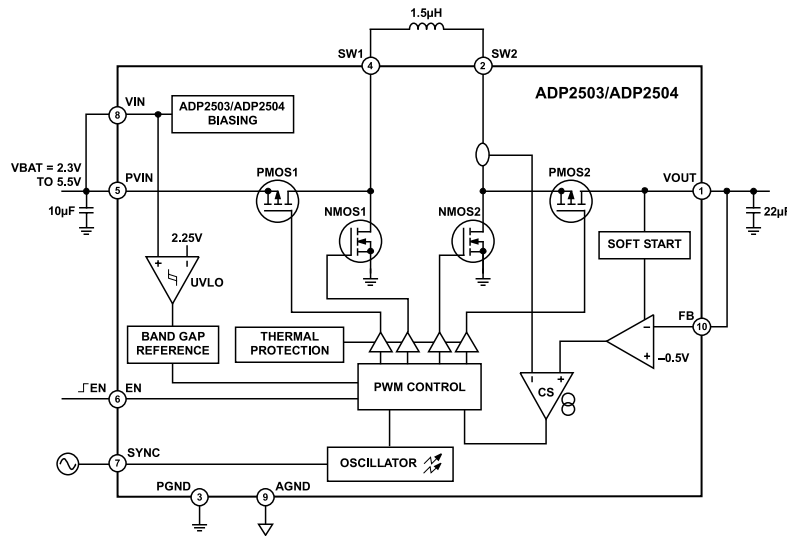 1.5µH
SW1
SW2
4
2
ADP2503/ADP2504
VIN
8
ADP2503/ADP2504
BIASING
VBAT = 2.3V
TO 5.5V
PVIN
5
PMOS1
PMOS2
VOUT
1
10µF
NMOS1
NMOS2
22µF
2.25V
+
–
UVLO
SOFT START
FB
10
BAND GAP
REFERENCE
THERMAL
PROTECTION
–
+
–0.5V
EN
EN
6
PWM CONTROL
–
+
CS
SYNC
7
OSCILLATOR
PGND
3
AGND
9